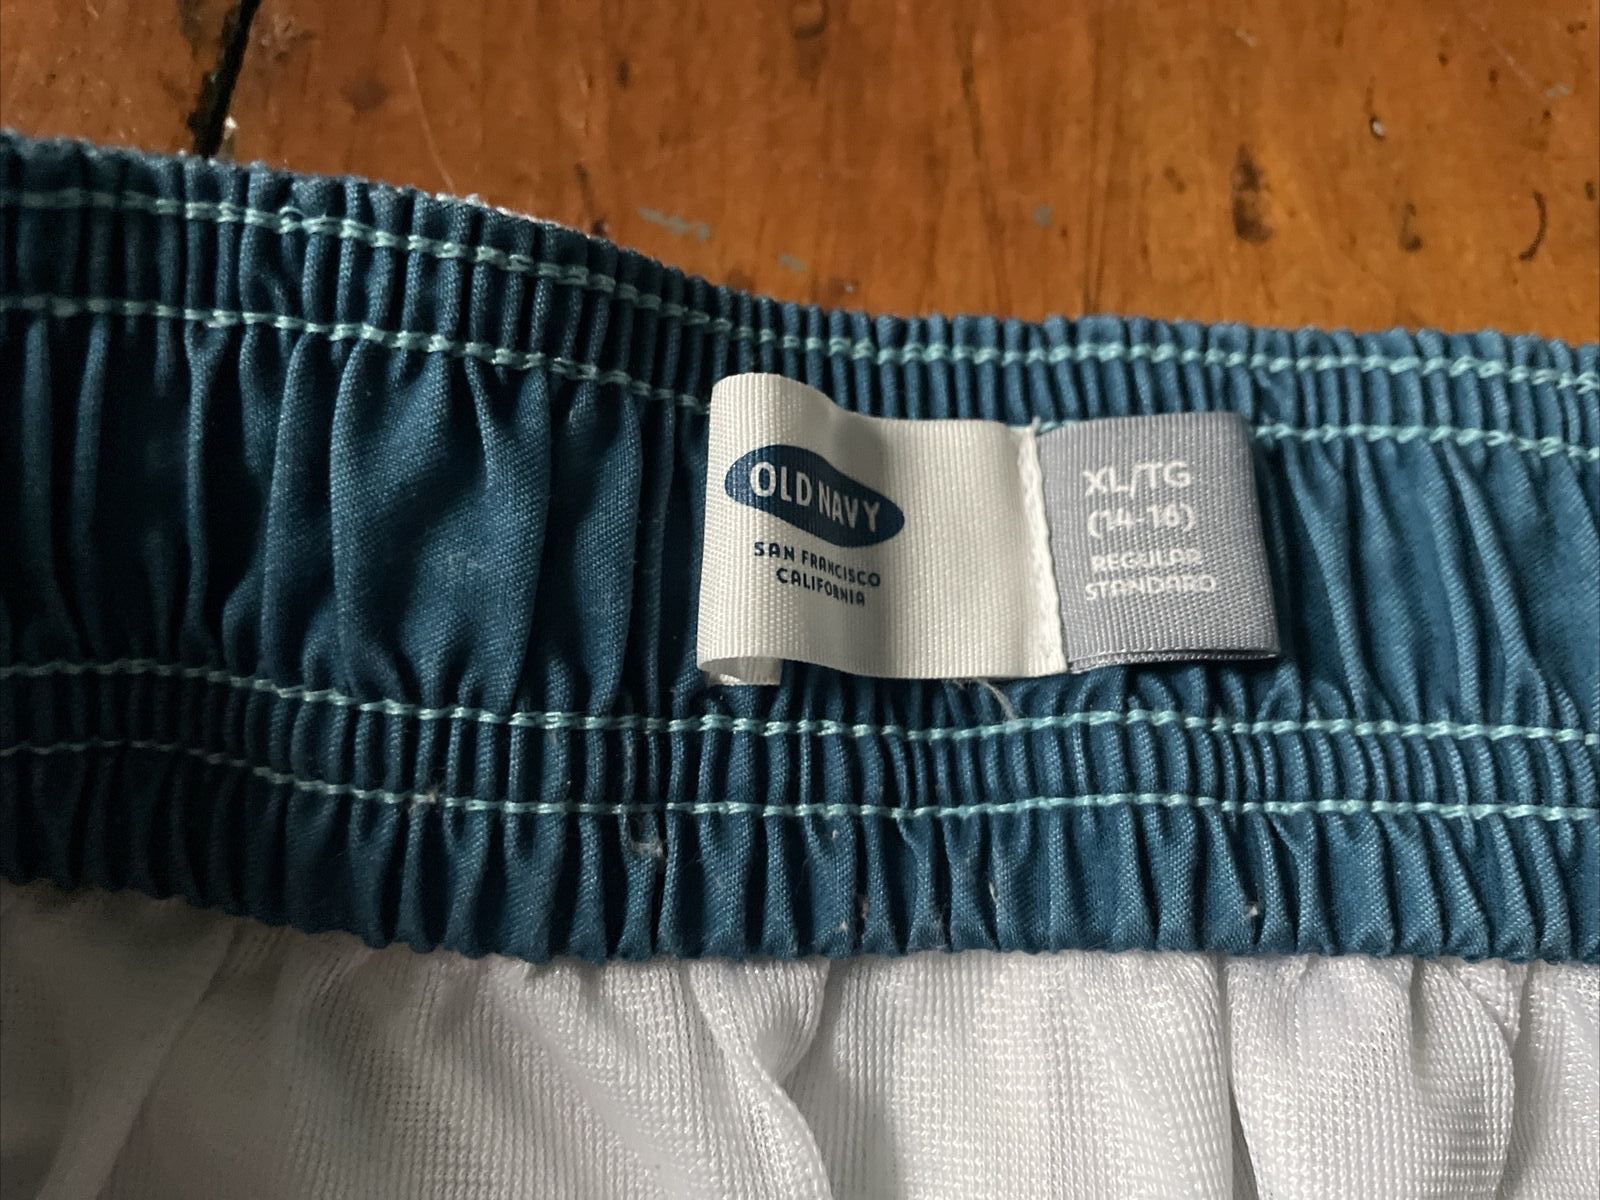 OLD NAVY
SAN FRANCISCO
CALIFORNIA
XL/TG
(14-16)
REGULAR
STANDARD